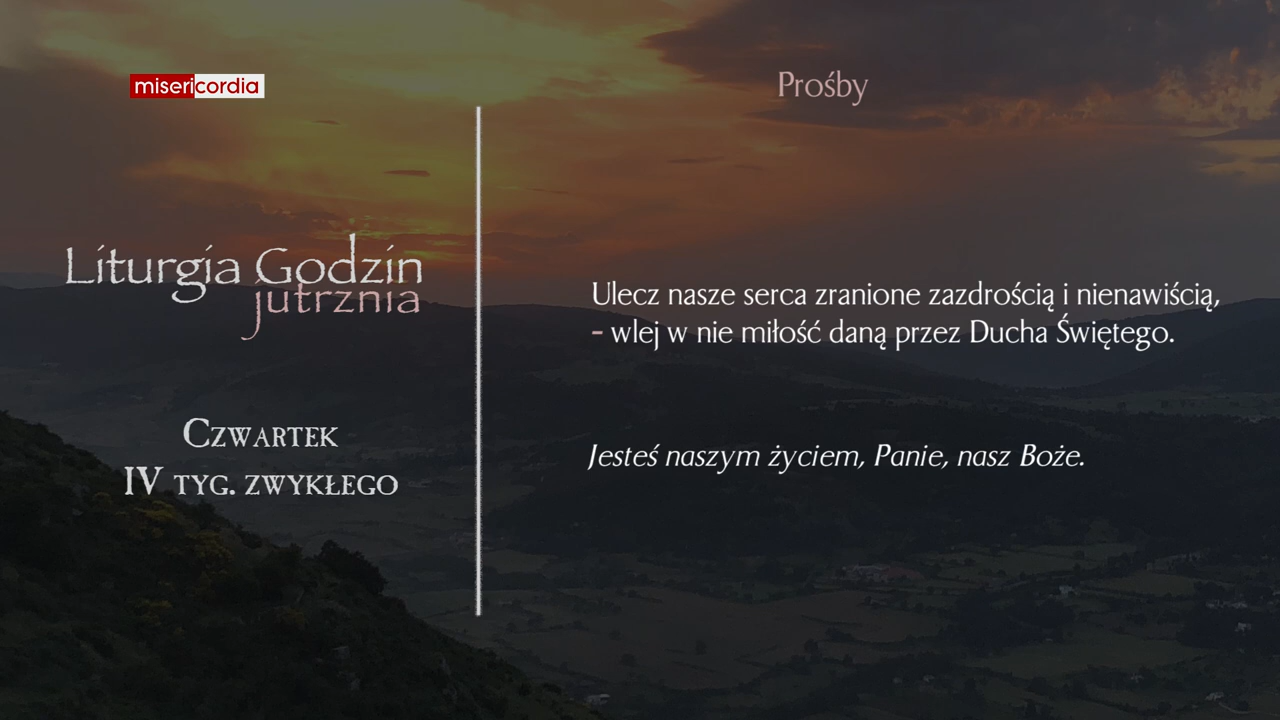 misericordia
Liturgia Godzin
jutrznia
Czwartek
IV tyg. zwykłego
Prośby
Ulecz nasze serca zranione zazdrością i nienawiścią,
- wlej w nie miłość daną przez Ducha Świętego.
Jesteś naszym życiem, Panie, nasz Boże.